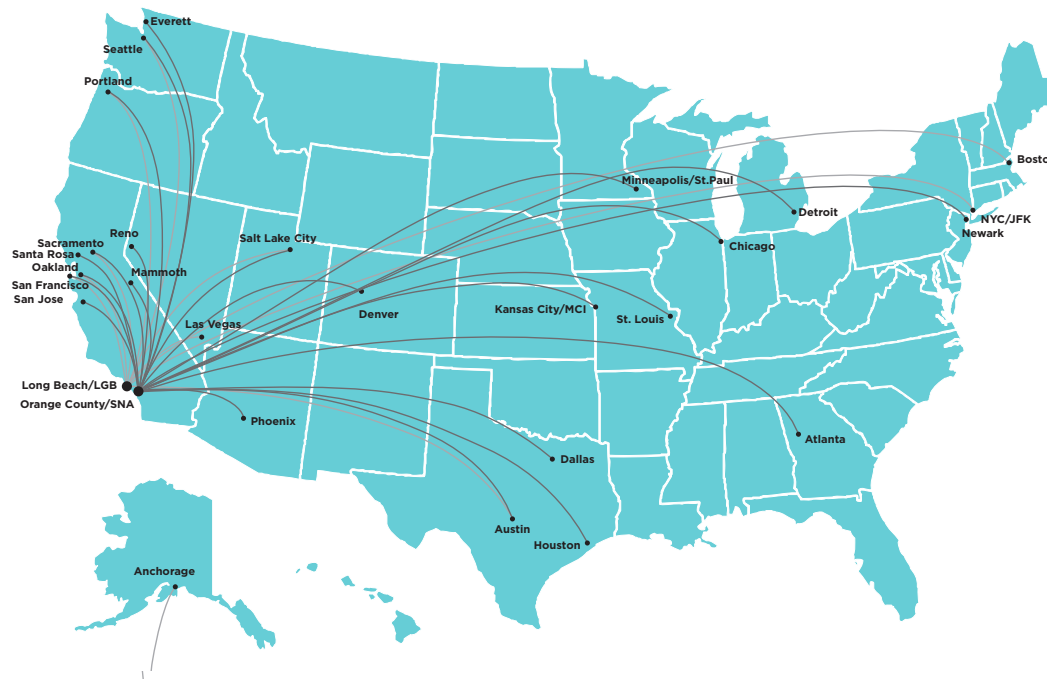 Everett
Seattle
Portland
Bosto
Minneapolis/St.Paul
Detroit
NYC/JFK
Newark
Reno
Salt Lake City
Chicago
Sacramento
Santa Rosa
Oakland
Mammoth
San Francisco
San Jose
Kansas City/MCI
Denver
St. Louis
Las Vegas
Long Beach/LGB
Orange County/SNA
Phoenix
Atlanta
Dallas
Austin
Houston
Anchorage